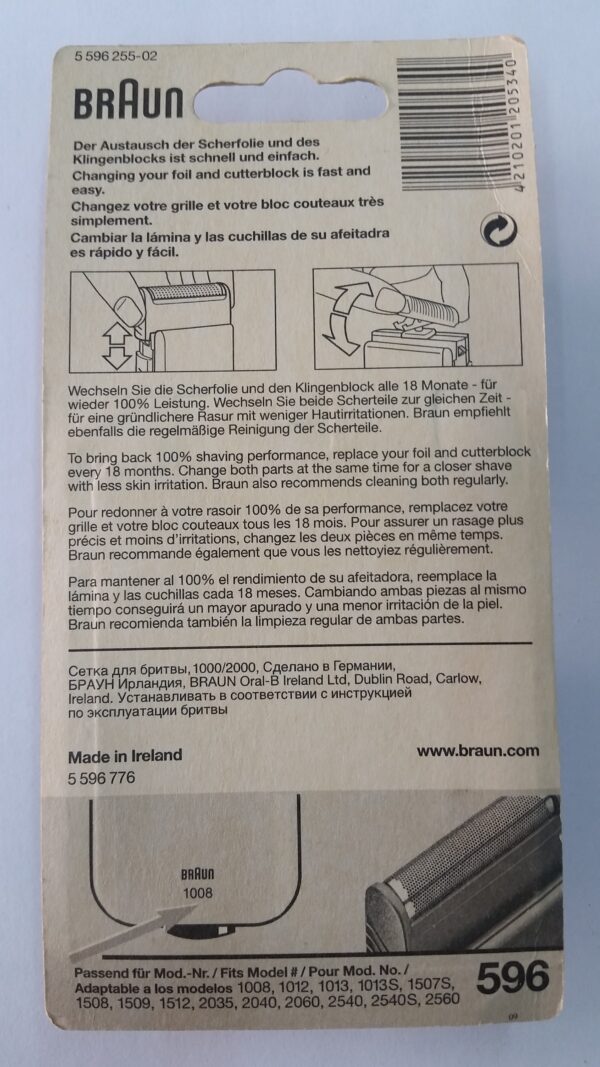 5 596 255-02
BRAUN
4210201205340
Der Austausch der Scherfolie und des
Klingenblocks ist schnell und einfach.
Changing your foil and cutterblock is fast and
easy.
Changez votre grille et votre bloc couteaux très
simplement.
Cambiar la lámina y las cuchillas de su afeitadra
es rápido y fácil.
Wechseln Sie die Scherfolie und den Klingenblock alle 18 Monate - für
wieder 100% Leistung. Wechseln Sie beide Scherteile zur gleichen Zeit -
für eine gründlichere Rasur mit weniger Hautirritationen. Braun empfiehlt
ebenfalls die regelmäßige Reinigung der Scherteile.
To bring back 100% shaving performance, replace your foil and cutterblock
every 18 months. Change both parts at the same time for a closer shave
with less skin irritation. Braun also recommends cleaning both regularly.
Pour redonner à votre rasoir 100% de sa performance, remplacez votre
grille et votre bloc couteaux tous les 18 mois. Pour assurer un rasage plus
précis et moins d'irritations, changez les deux pièces en même temps.
Braun recommande également que vous les nettoyiez régulièrement.
Para mantener al 100% el rendimiento de su afeitadora, reemplace la
lámina y las cuchillas cada 18 meses. Cambiando ambas piezas al mismo
tiempo conseguirá un mayor apurado y una menor irritación de la piel.
Braun recomienda también la limpieza regular de ambas partes.
Сетка для бритвы, 1000/2000, Сделано в Германии,
БРАУН Ирландия, BRAUN Oral-B Ireland Ltd, Dublin Road, Carlow,
Ireland. Устанавливать в соответствии с инструкцией
по эксплуатации бритвы
Made in Ireland
www.braun.com
5 596 776
BRAUN
1008
Passend für Mod.-Nr. / Fits Model # / Pour Mod. No. /
Adaptable a los modelos 1008, 1012, 1013, 1013S, 1507S,
1508, 1509, 1512, 2035, 2040, 2060, 2540, 2540S, 2560
596
09